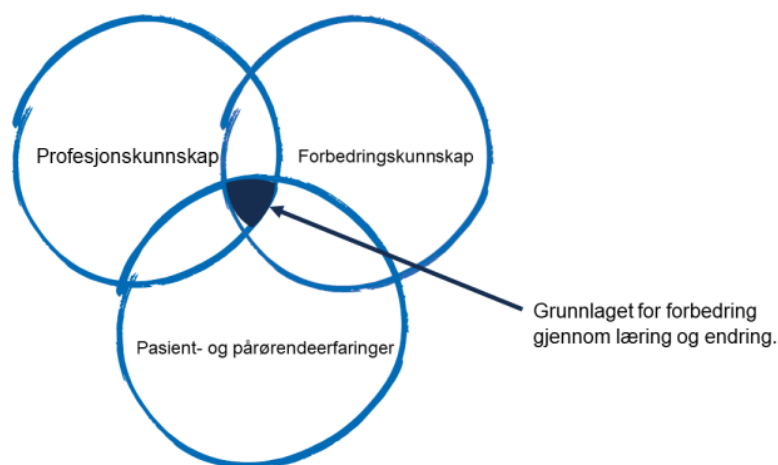 Profesjonskunnskap
Forbedringskunnskap
Pasient- og pårørendeerfaringer
Grunnlaget for forbedring
gjennom læring og endring.